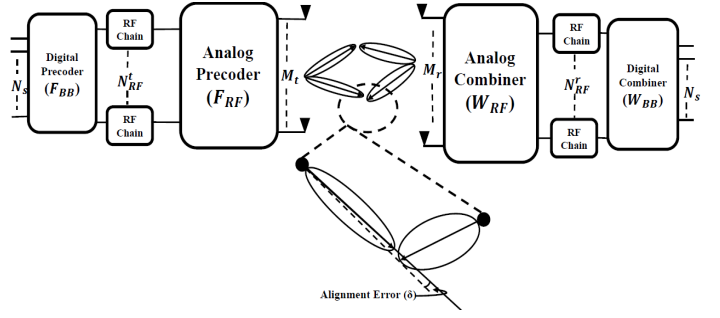 N_s
Digital
Precoder
(F_BB)
RF
Chain
N^t_RF
RF
Chain
Analog
Precoder
(F_RF)
M_t
M_r
Analog
Combiner
(W_RF)
RF
Chain
N^r_RF
RF
Chain
Digital
Combiner
(W_BB)
N_s
Alignment Error (δ)